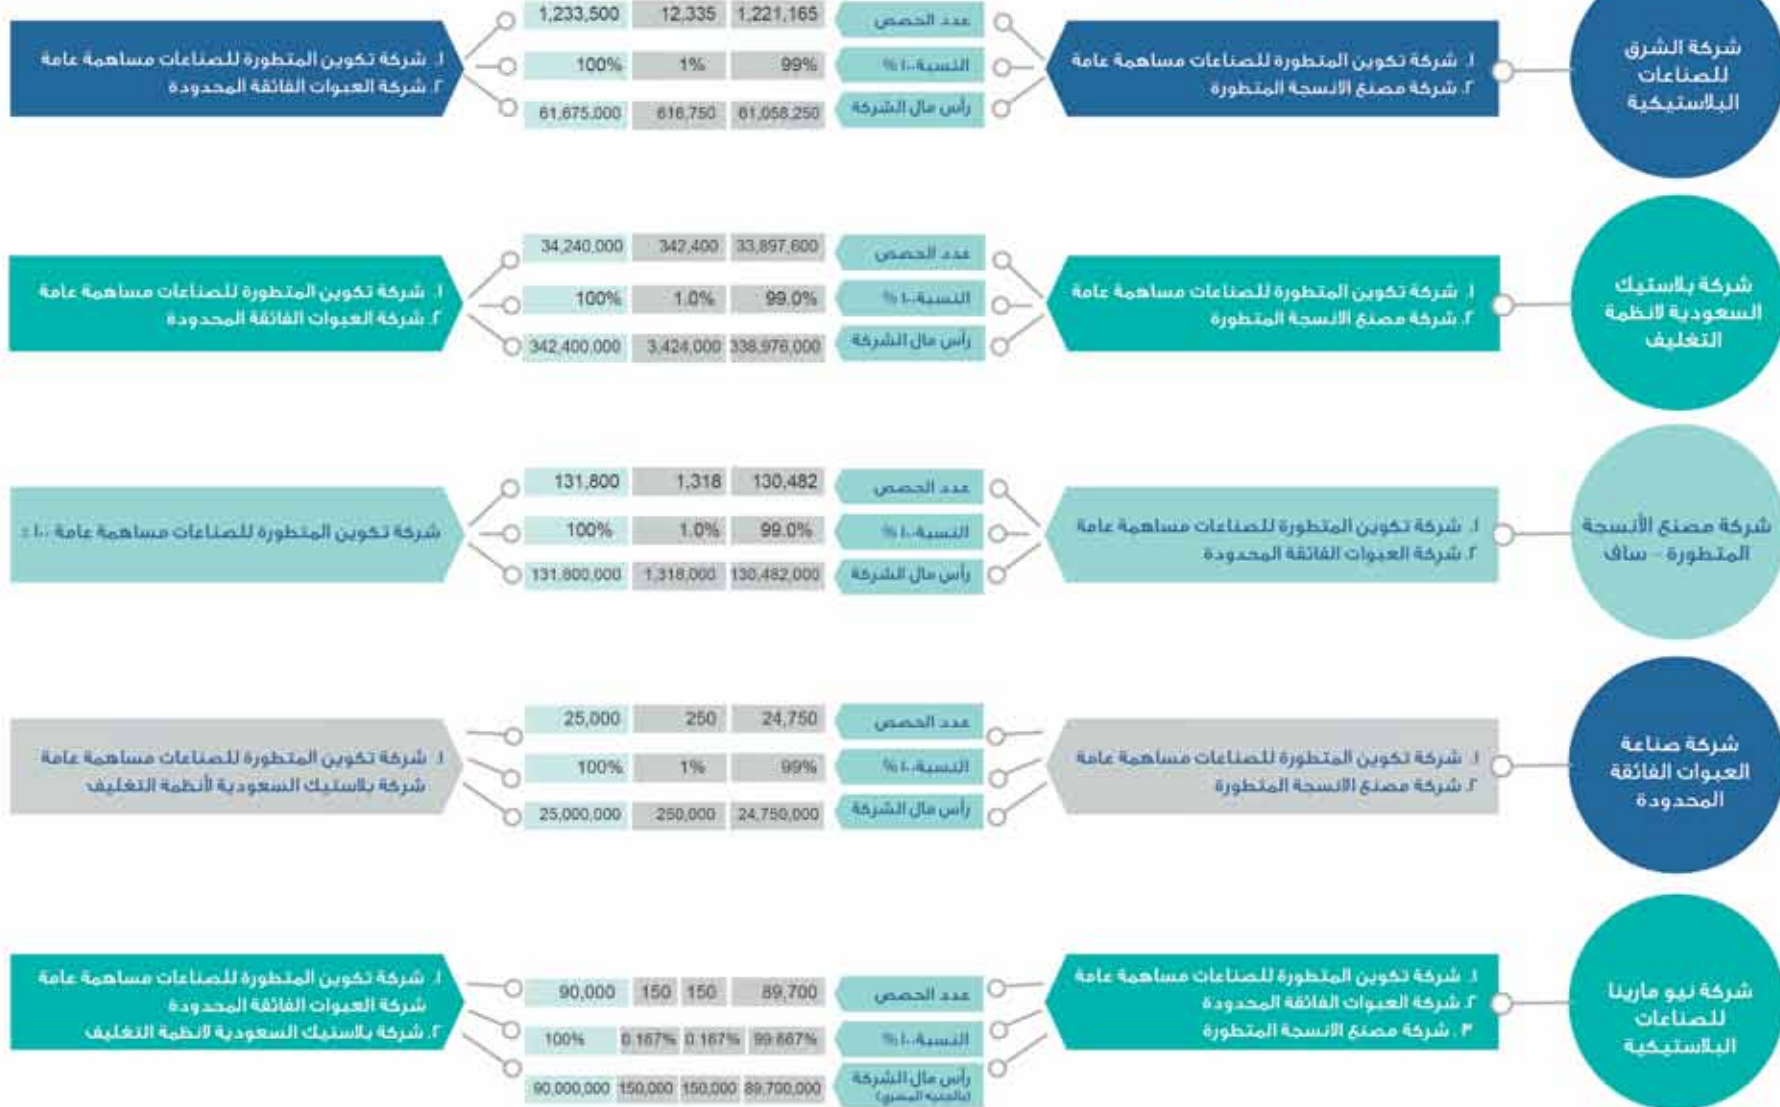 شركة الشرق
للصناعات
البلاستيكية
١. شركة تكوين المتطورة للصناعات مساهمة عامة
٢. شركة مصنع الانسجة المتطورة
عدد الحصص
1,221,165 12,335 1,233,500
النسبة ١٠٠%
99% 1% 100%
رأس مال الشركة
61,058,250 616,750 61,675,000
١. شركة تكوين المتطورة للصناعات مساهمة عامة
٢. شركة العبوات الفائقة المحدودة
شركة بلاستيك
السعودية لانظمة
التغليف
١. شركة تكوين المتطورة للصناعات مساهمة عامة
٢. شركة مصنع الانسجة المتطورة
عدد الحصص
33,897,600 342,400 34,240,000
النسبة ١٠٠%
99.0% 1.0% 100%
رأس مال الشركة
338,976,000 3,424,000 342,400,000
١. شركة تكوين المتطورة للصناعات مساهمة عامة
٢. شركة العبوات الفائقة المحدودة
شركة مصنع الأنسجة
المتطورة - ساف
١. شركة تكوين المتطورة للصناعات مساهمة عامة
٢. شركة العبوات الفائقة المحدودة
عدد الحصص
130,482 1,318 131,800
النسبة ١٠٠%
99.0% 1.0% 100%
رأس مال الشركة
130,482,000 1,318,000 131,800,000
شركة تكوين المتطورة للصناعات مساهمة عامة ١٠٠٪
شركة صناعة
العبوات الفائقة
المحدودة
١. شركة تكوين المتطورة للصناعات مساهمة عامة
٢. شركة مصنع الانسجة المتطورة
عدد الحصص
24,750 250 25,000
النسبة ١٠٠%
99% 1% 100%
رأس مال الشركة
24,750,000 250,000 25,000,000
١. شركة تكوين المتطورة للصناعات مساهمة عامة
شركة بلاستيك السعودية لأنظمة التغليف
شركة نيو مارينا
للصناعات
البلاستيكية
١. شركة تكوين المتطورة للصناعات مساهمة عامة
٢. شركة العبوات الفائقة المحدودة
٣. شركة مصنع الانسجة المتطورة
عدد الحصص
89,700 150 150 90,000
النسبة ١٠٠%
99.667% 0.167% 0.167% 100%
رأس مال الشركة
(بالجنيه المصري)
89,700,000 150,000 150,000 90,000,000
١. شركة تكوين المتطورة للصناعات مساهمة عامة
شركة العبوات الفائقة المحدودة
٢. شركة بلاستيك السعودية لانظمة التغليف